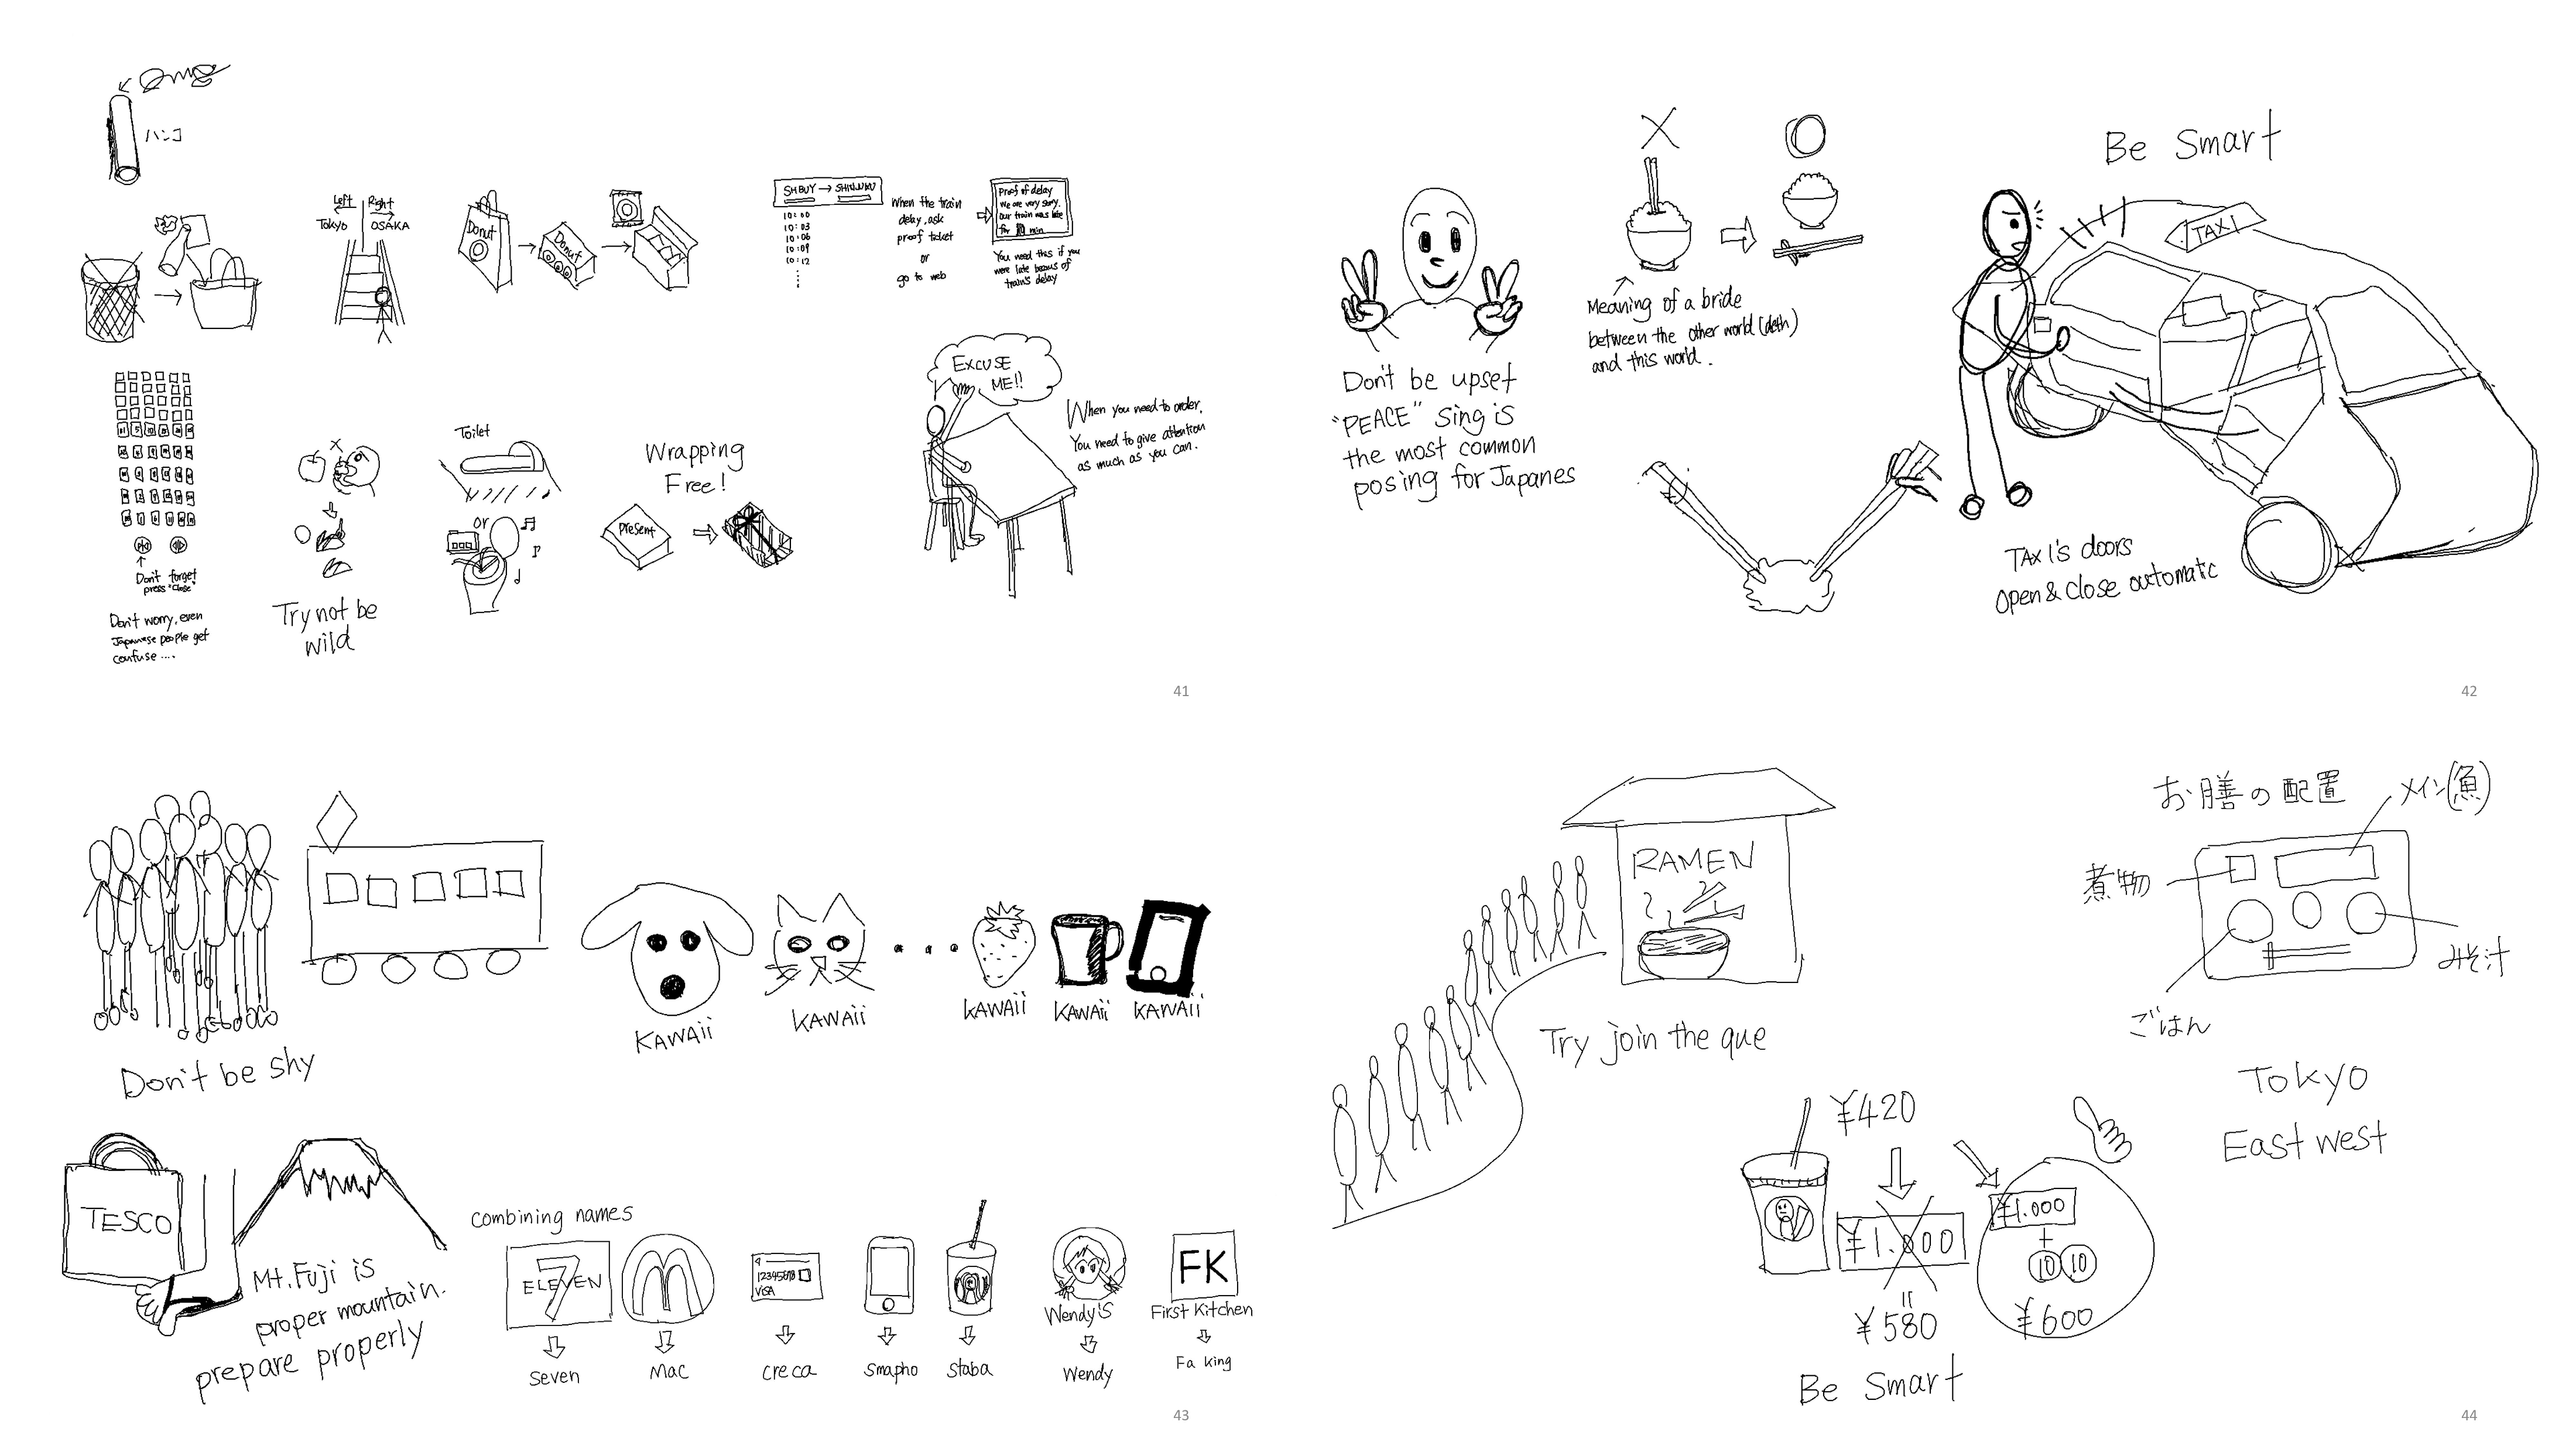 ハンコ
Left Right
Tokyo OSAKA
Donut
Donut
SHIBUY → SHINJUKU
10:00
10:03
10:06
10:09
10:12
When the train
delay, ask
proof ticket
or
go to web
Proof of delay
We are very sorry.
Our train was late
for 10 min
You need this if you
were late becaus of
train's delay
Don't forget
press "Close"
Don't worry, even
Japanese people get
confuse ....
X
Try not be
wild
Toilet
or
Wrapping
Free!
Present
EXCUSE
ME!!
When you need to order,
You need to give attention
as much as you can.
41
Don't be upset
"PEACE" Sing is
the most common
posing for Japanes
X
Meaning of a bride
between the other world (deth)
and this world.
Be Smart
TAXI
TAXI's doors
open & close automatic
42
Don't be shy
KAWAii
KAWAii
KAWAii
KAWAii
KAWAii
TESCO
Mt. Fuji is
proper mountain.
prepare properly
Combining names
7
ELEVEN
Seven
M
Mac
12345678
VISA
cre ca
Smapho
Staba
Wendy's
Wendy
FK
First Kitchen
Fa king
43
RAMEN
Try join the que
お膳の配置
メイン(魚)
煮物
みそ汁
ごはん
Tokyo
East west
¥420
¥1.000
=
¥580
¥1.000
+
10 10
¥600
Be Smart
44